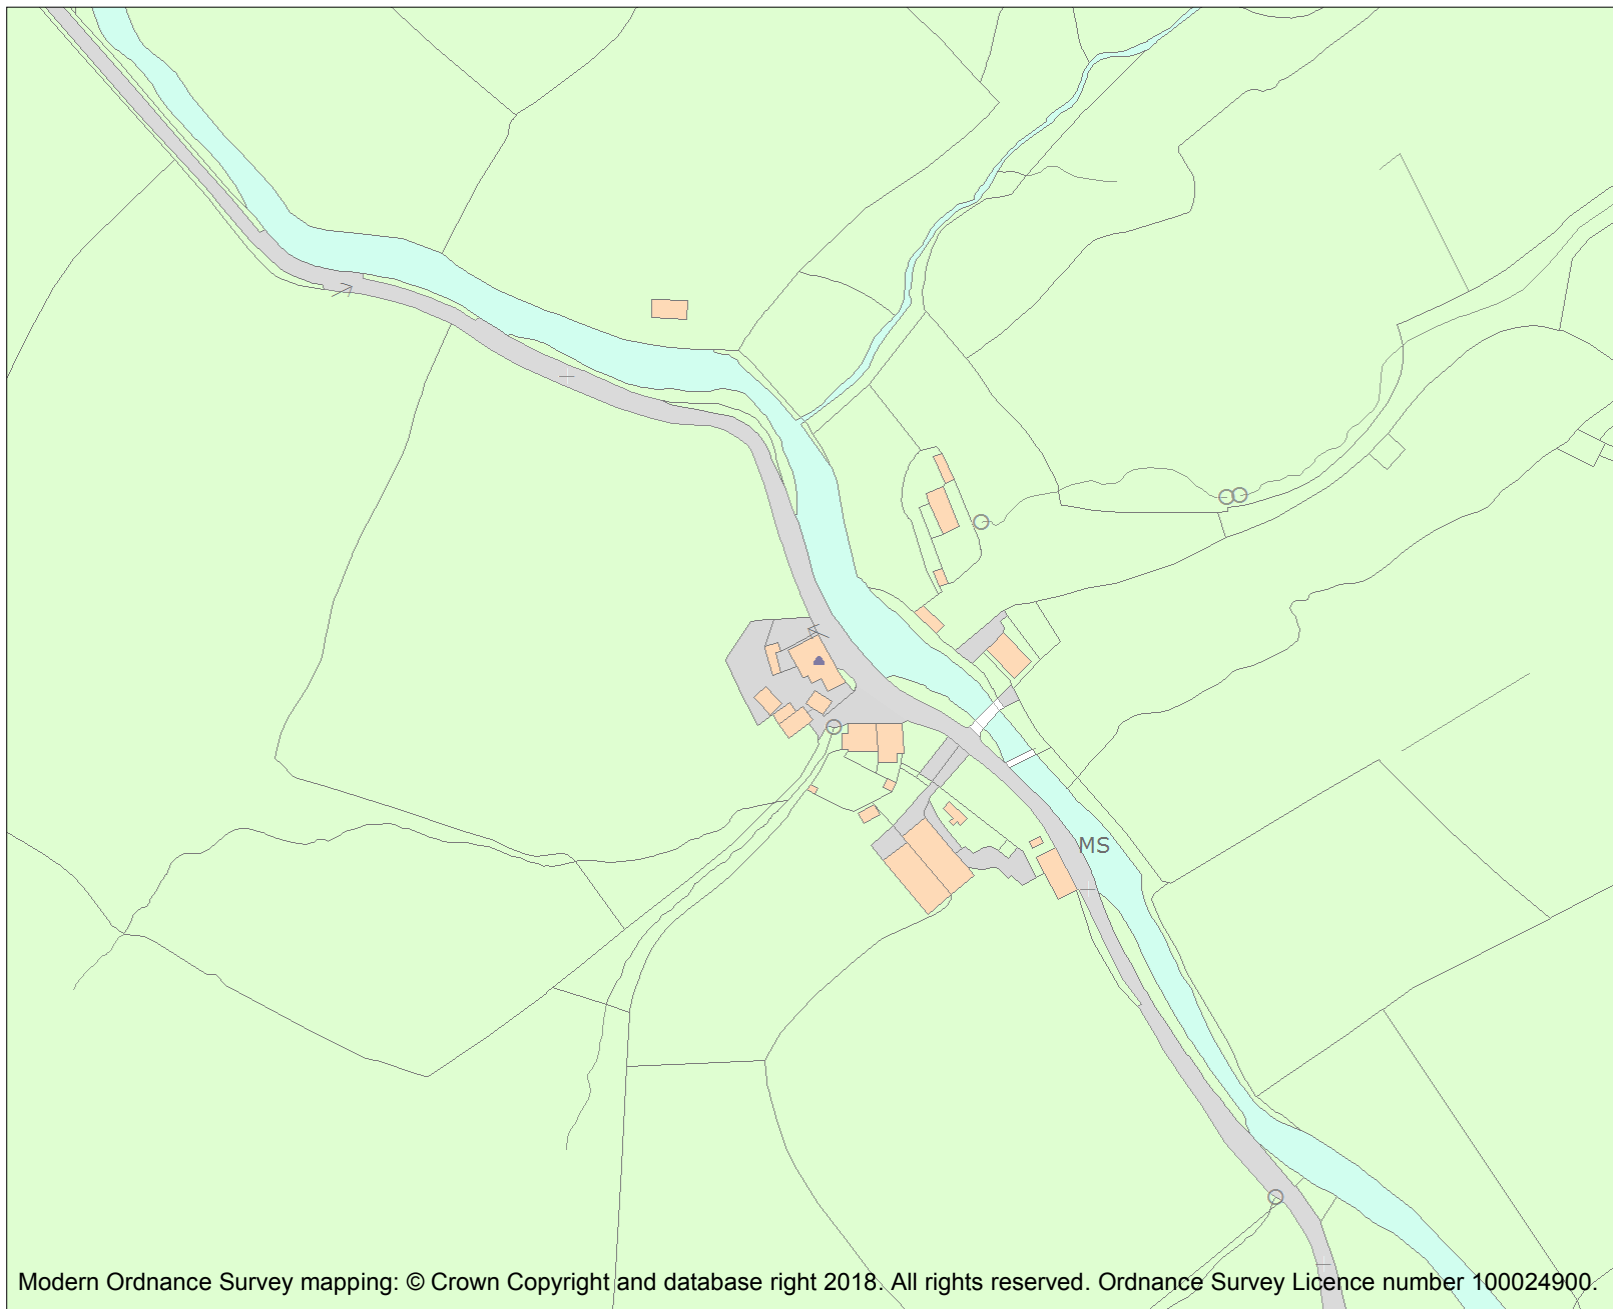 MS
Modern Ordnance Survey mapping: © Crown Copyright and database right 2018. All rights reserved. Ordnance Survey Licence number 100024900.